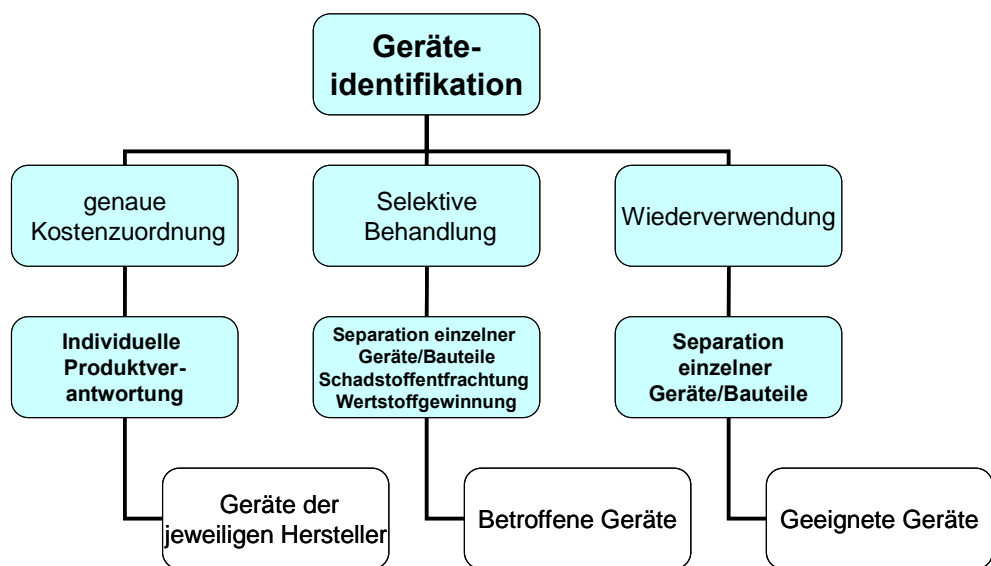 Geräte-
identifikation
genaue
Kostenzuordnung
Selektive
Behandlung
Wiederverwendung
Individuelle
Produktver-
antwortung
Separation einzelner
Geräte/Bauteile
Schadstoffentfrachtung
Wertstoffgewinnung
Separation
einzelner
Geräte/Bauteile
Geräte der
jeweiligen Hersteller
Betroffene Geräte
Geeignete Geräte